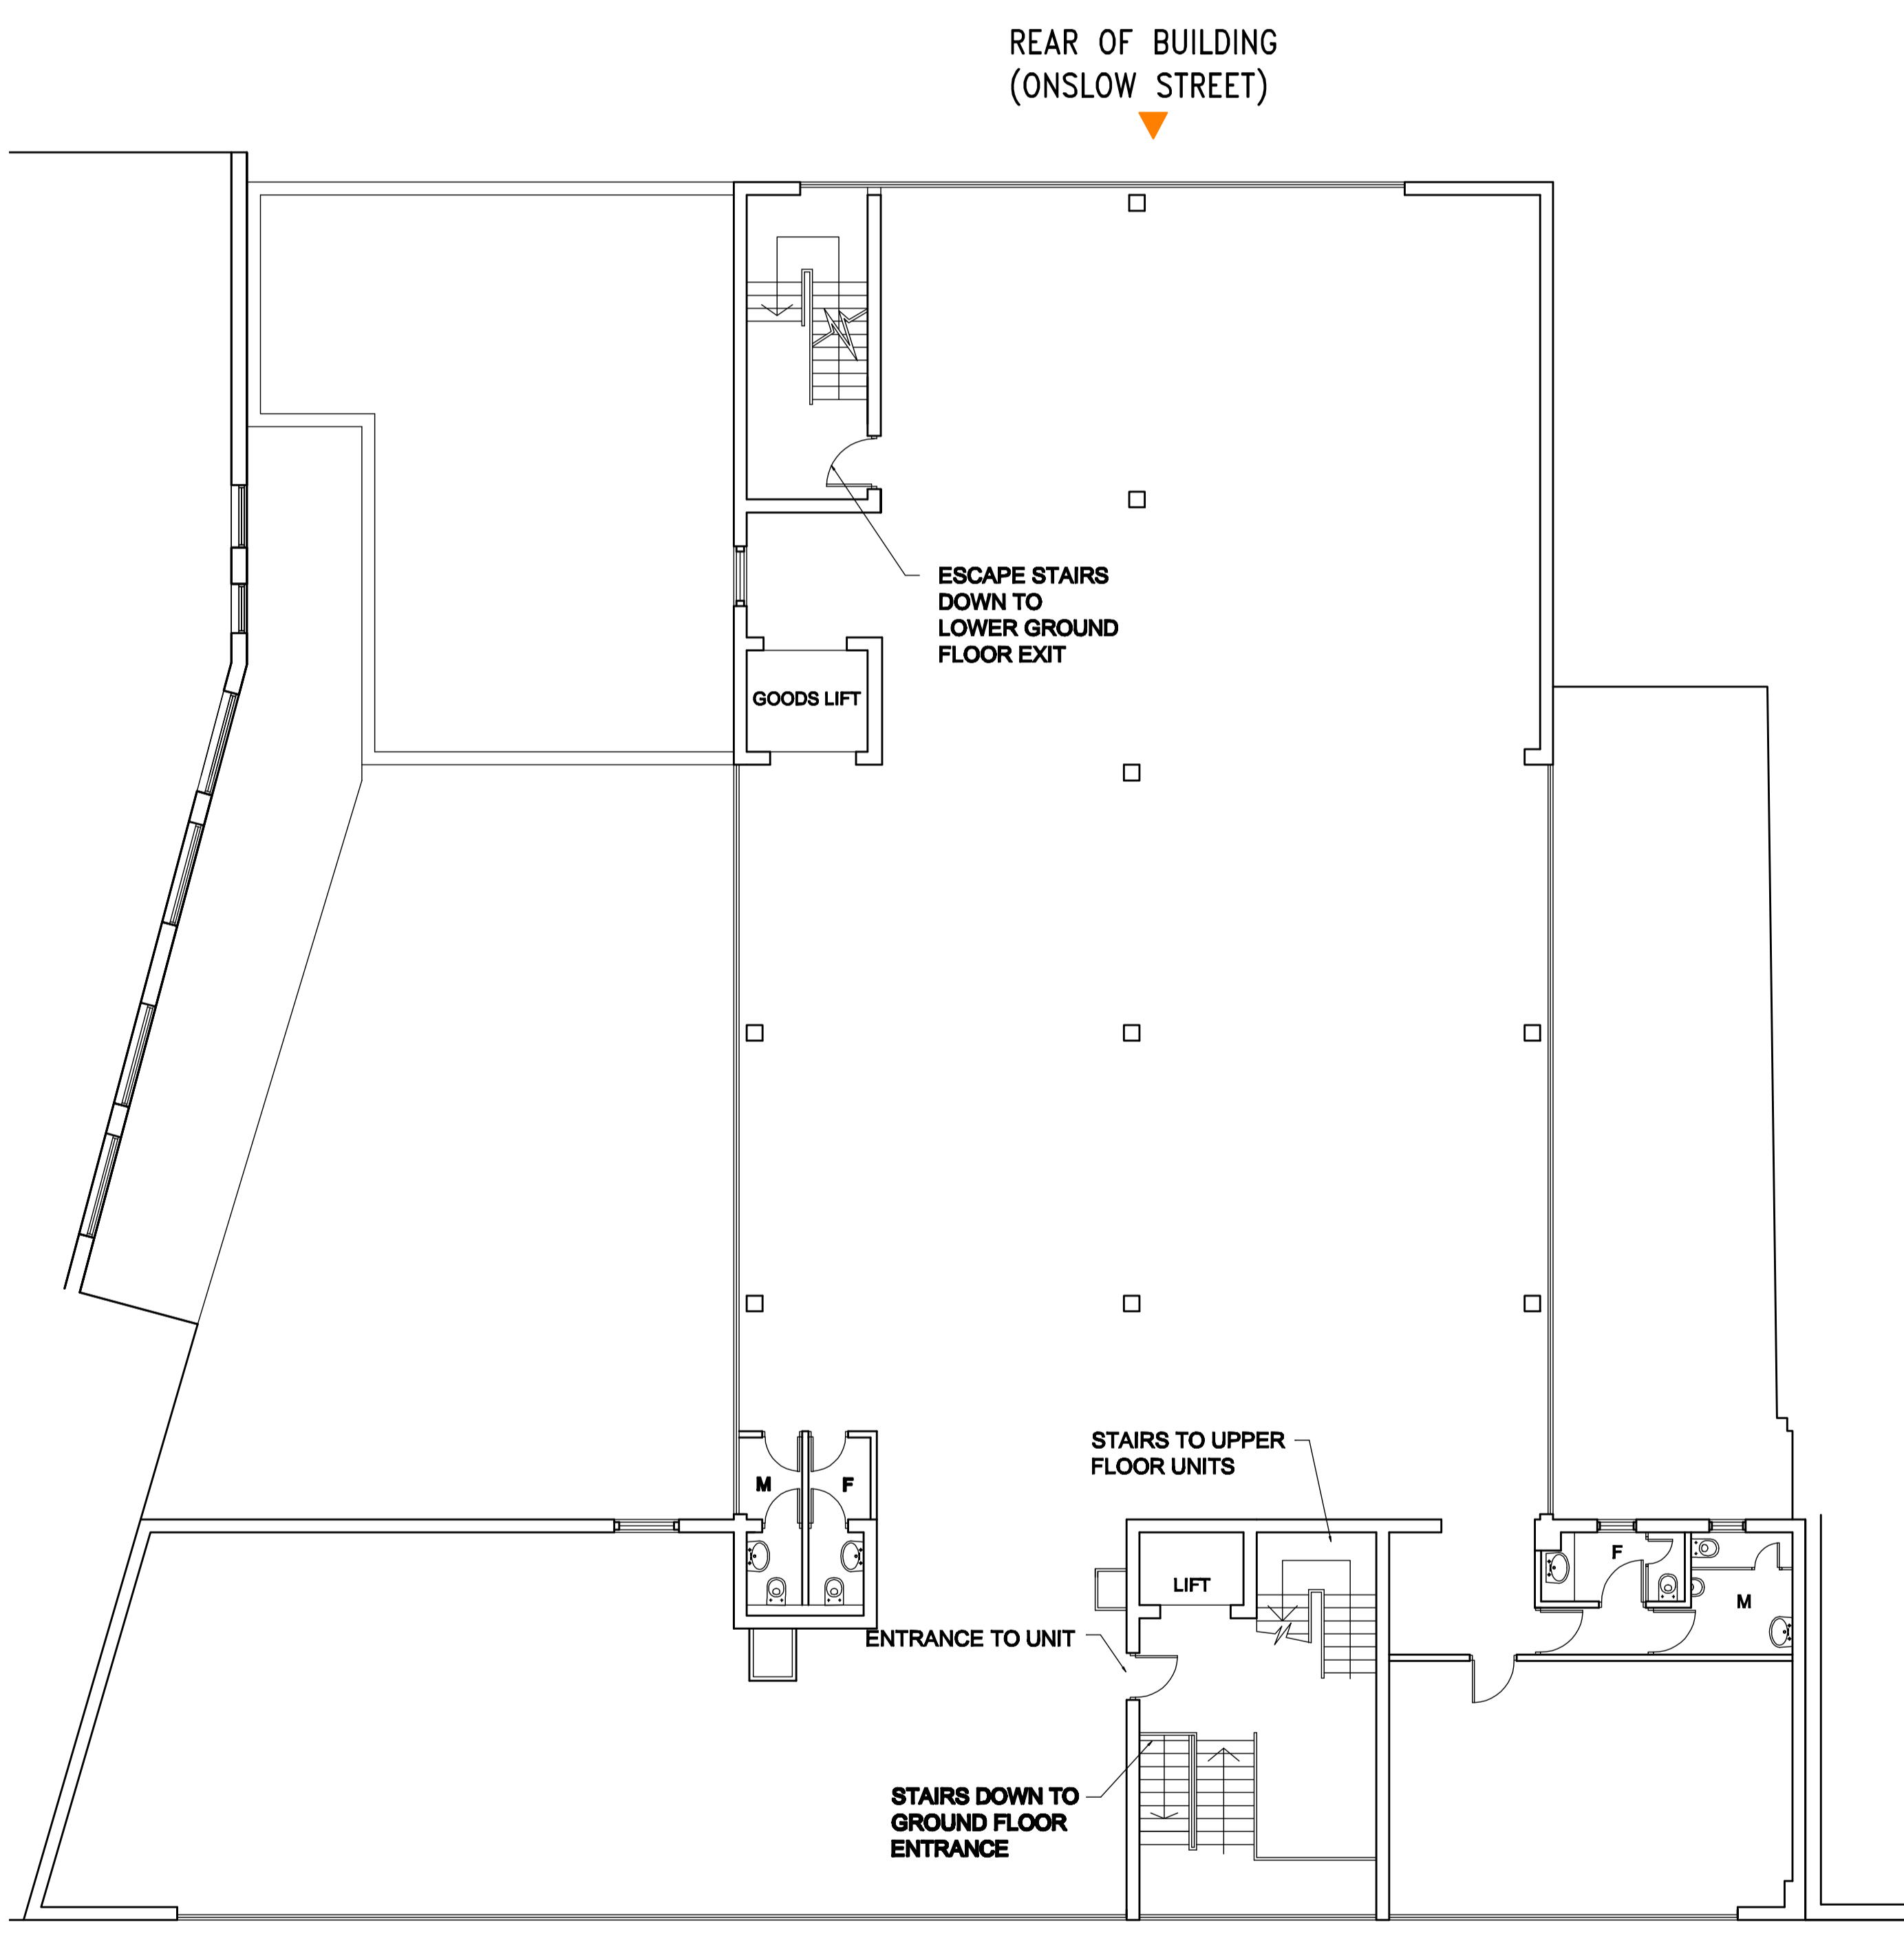 REAR OF BUILDING
(ONSLOW STREET)
ESCAPE STAIRS
DOWN TO
LOWER GROUND
FLOOR EXIT
GOODS LIFT
STAIRS TO UPPER
FLOOR UNITS
M
F
F
LIFT
M
ENTRANCE TO UNIT
STAIRS DOWN TO
GROUND FLOOR
ENTRANCE